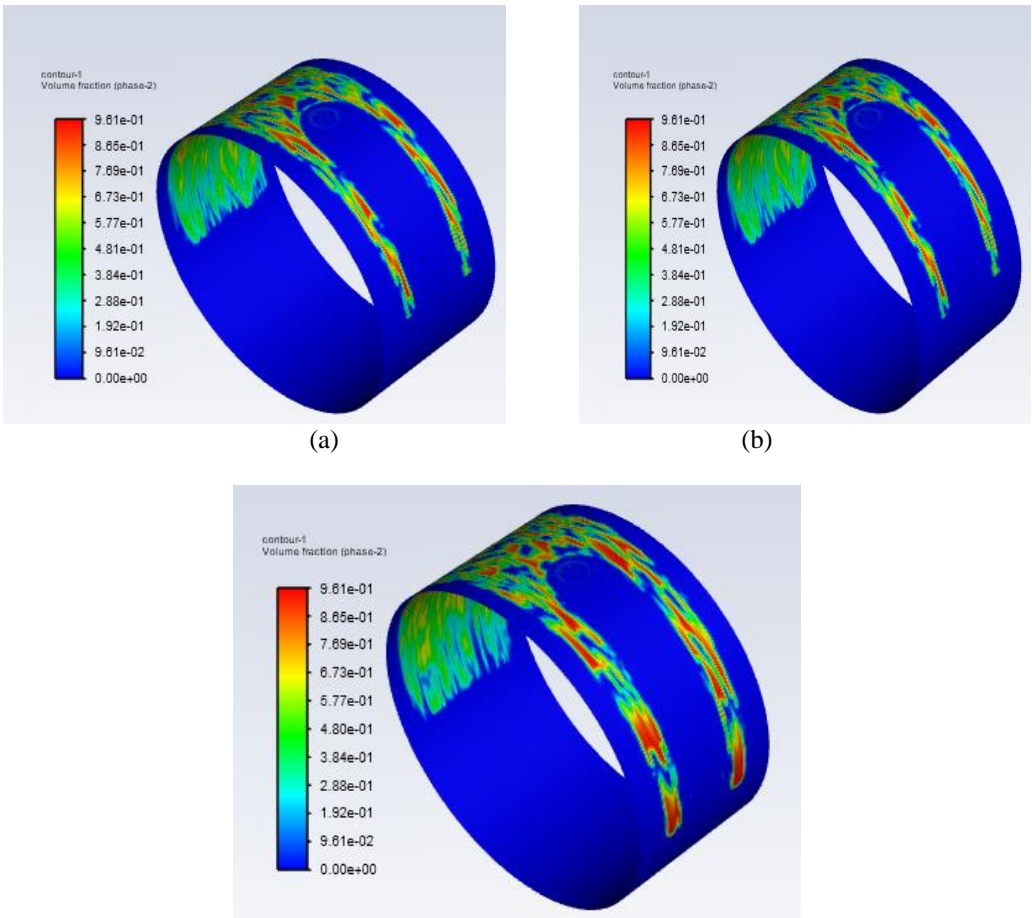 contour-1
Volume fraction (phase-2)
9.61e-01
8.65e-01
7.69e-01
6.73e-01
5.77e-01
4.81e-01
3.84e-01
2.88e-01
1.92e-01
9.61e-02
0.00e+00
(a)
contour-1
Volume fraction (phase-2)
9.61e-01
8.65e-01
7.69e-01
6.73e-01
5.77e-01
4.81e-01
3.84e-01
2.88e-01
1.92e-01
9.61e-02
0.00e+00
(b)
contour-1
Volume fraction (phase-2)
9.61e-01
8.65e-01
7.69e-01
6.73e-01
5.77e-01
4.80e-01
3.84e-01
2.88e-01
1.92e-01
9.61e-02
0.00e+00